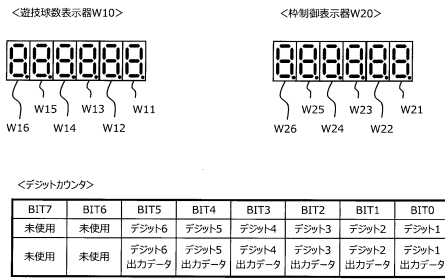 <遊技球数表示器W10>
<枠制御表示器W20>
W15 W13 W11
W16 W14 W12
W25 W23 W21
W26 W24 W22
<デジットカウンタ>
BIT7 BIT6 BIT5 BIT4 BIT3 BIT2 BIT1 BIT0
未使用 未使用 デジット6 デジット5 デジット4 デジット3 デジット2 デジット1
未使用 未使用 デジット6 出力データ デジット5 出力データ デジット4 出力データ デジット3 出力データ デジット2 出力データ デジット1 出力データ